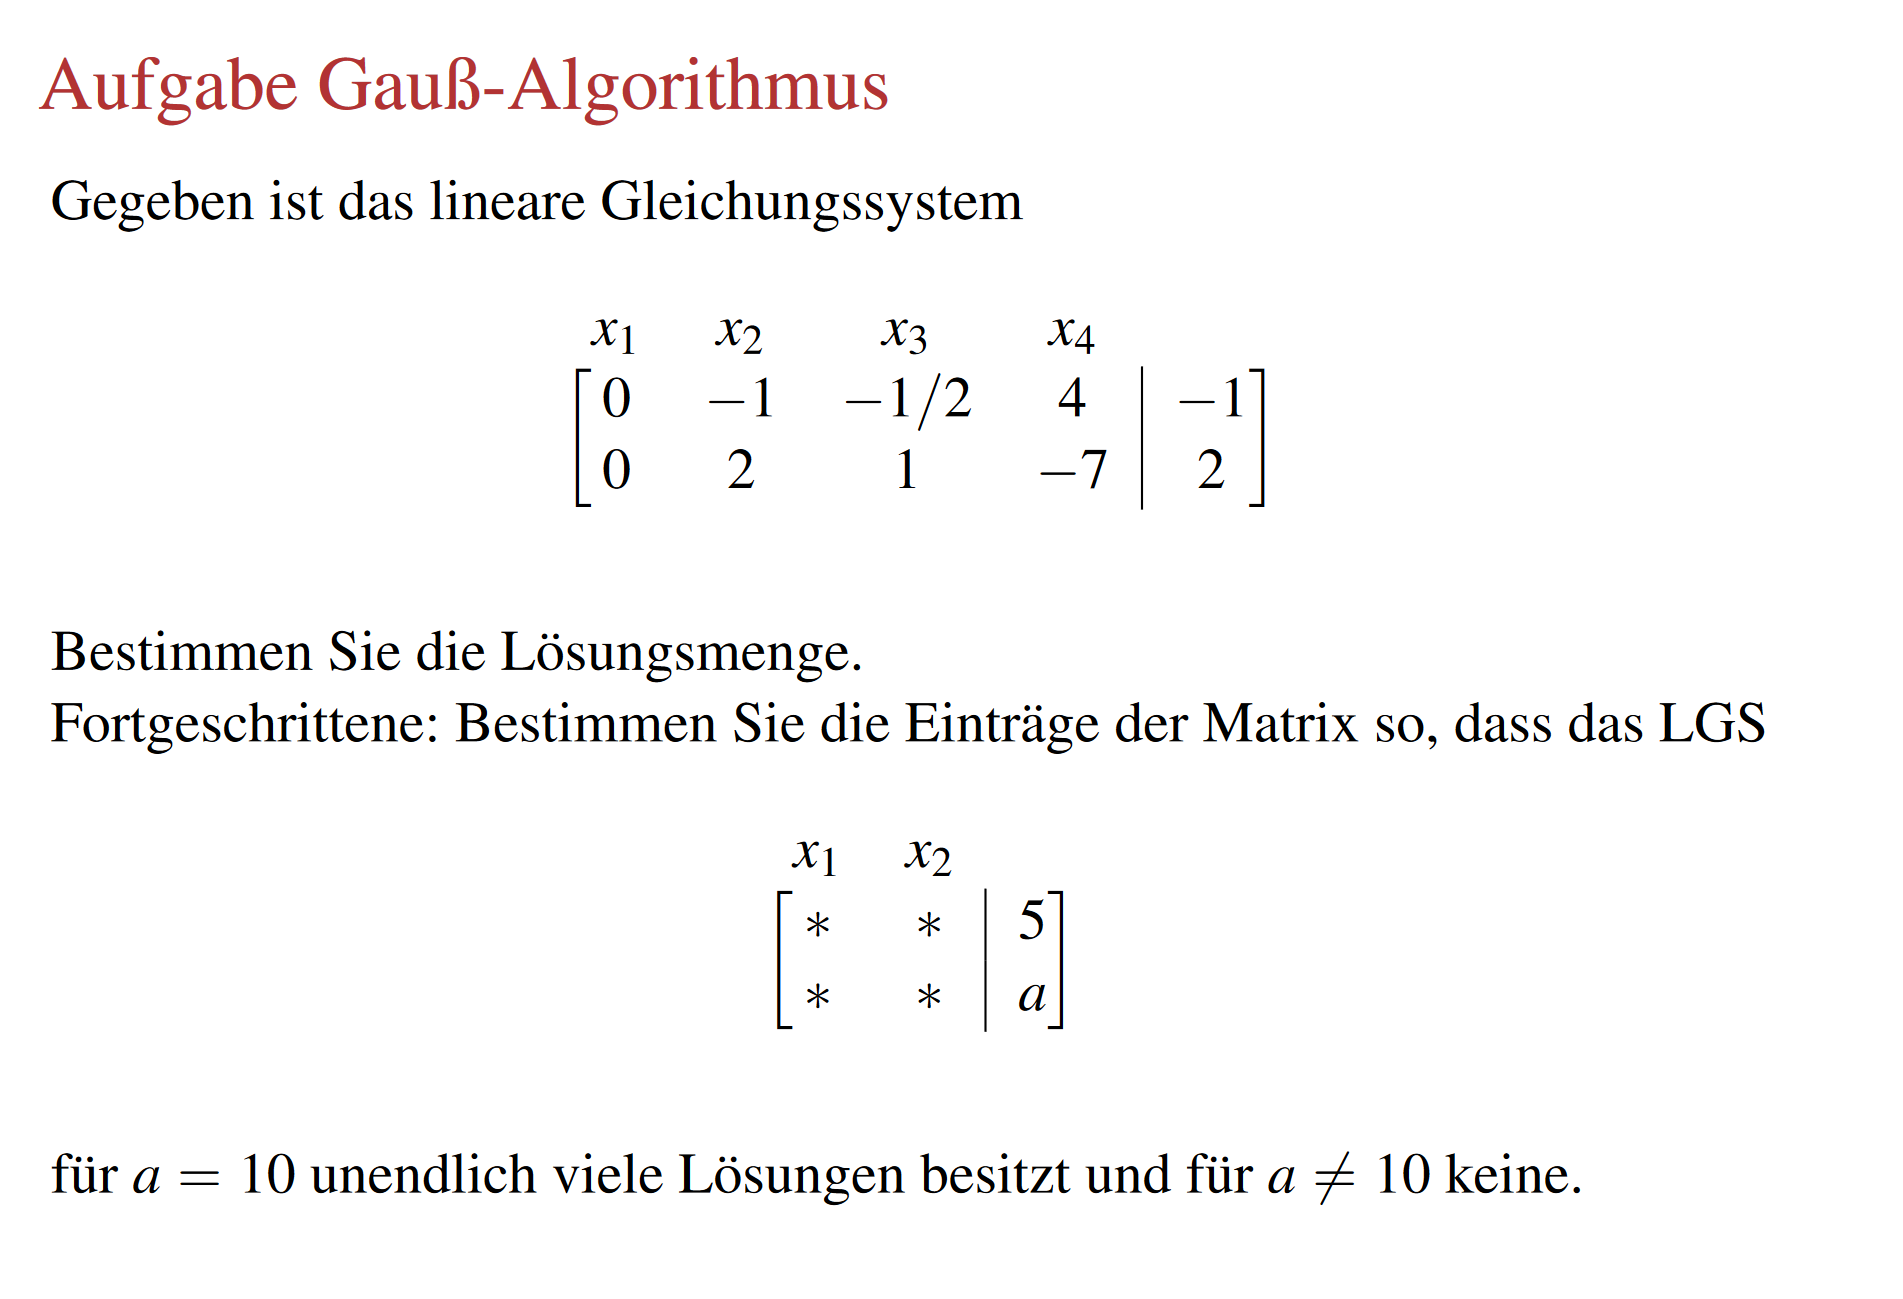 Aufgabe Gauß-Algorithmus
Gegeben ist das lineare Gleichungssystem
x₁ x₂ x₃ x₄
0 −1 −1/2 4 | −1
0 2 1 −7 | 2
Bestimmen Sie die Lösungsmenge.
Fortgeschrittene: Bestimmen Sie die Einträge der Matrix so, dass das LGS
x₁ x₂
* * | 5
* * | a
für a = 10 unendlich viele Lösungen besitzt und für a ≠ 10 keine.